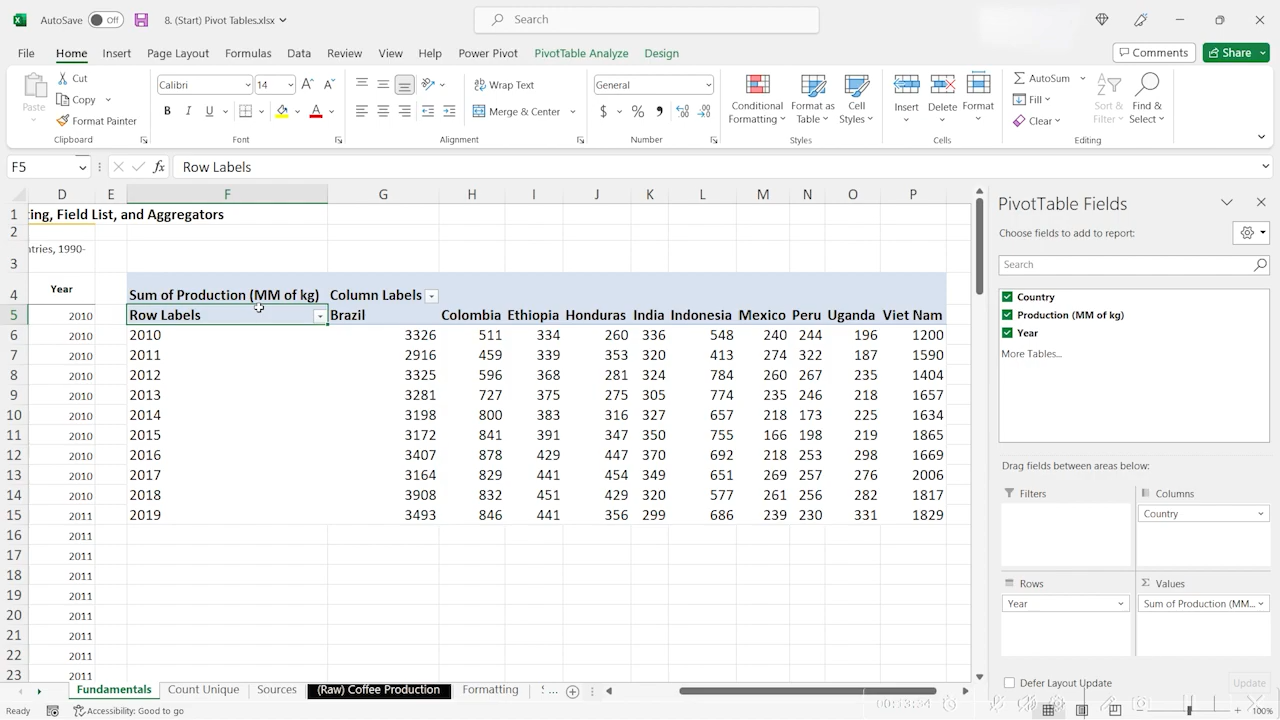 AutoSave Off 8. (Start) Pivot Tables.xlsx Search
File Home Insert Page Layout Formulas Data Review View Help Power Pivot PivotTable Analyze Design Comments Share
Paste Cut Copy Format Painter Clipboard
Calibri 14 B I U A Font
Wrap Text Merge & Center Alignment
General $ % Number
Conditional Formatting Format Table Cell Styles Styles
Insert Delete Format Cells
AutoSum Fill Clear Sort & Filter Find & Select Editing
F5 fx Row Labels
D E F G H I J K L M N O P
1 ing, Field List, and Aggregators
2
3 ntries, 1990-
4 Year Sum of Production (MM of kg) Column Labels
5 2010 Row Labels Brazil Colombia Ethiopia Honduras India Indonesia Mexico Peru Uganda Viet Nam
6 2010 2010 3326 511 334 260 336 548 240 244 196 1200
7 2010 2011 2916 459 339 353 320 413 274 322 187 1590
8 2010 2012 3325 596 368 281 324 784 260 267 235 1404
9 2010 2013 3281 727 375 275 305 774 235 246 218 1657
10 2010 2014 3198 800 383 316 327 657 218 173 225 1634
11 2010 2015 3172 841 391 347 350 755 166 198 219 1865
12 2010 2016 3407 878 429 447 370 692 218 253 298 1669
13 2010 2017 3164 829 441 454 349 651 269 257 276 2006
14 2010 2018 3908 832 451 429 320 577 261 256 282 1817
15 2011 2019 3493 846 441 356 299 686 239 230 331 1829
16 2011
17 2011
18 2011
19 2011
20 2011
21 2011
22 2011
23 2011
PivotTable Fields
Choose fields to add to report:
Search
Country
Production (MM of kg)
Year
More Tables...
Drag fields between areas below:
Filters Columns
Country
Rows Values
Year Sum of Production (MM...
Defer Layout Update Update
Fundamentals Count Unique Sources (Raw) Coffee Production Formatting S ...
Ready Accessibility: Good to go 100%